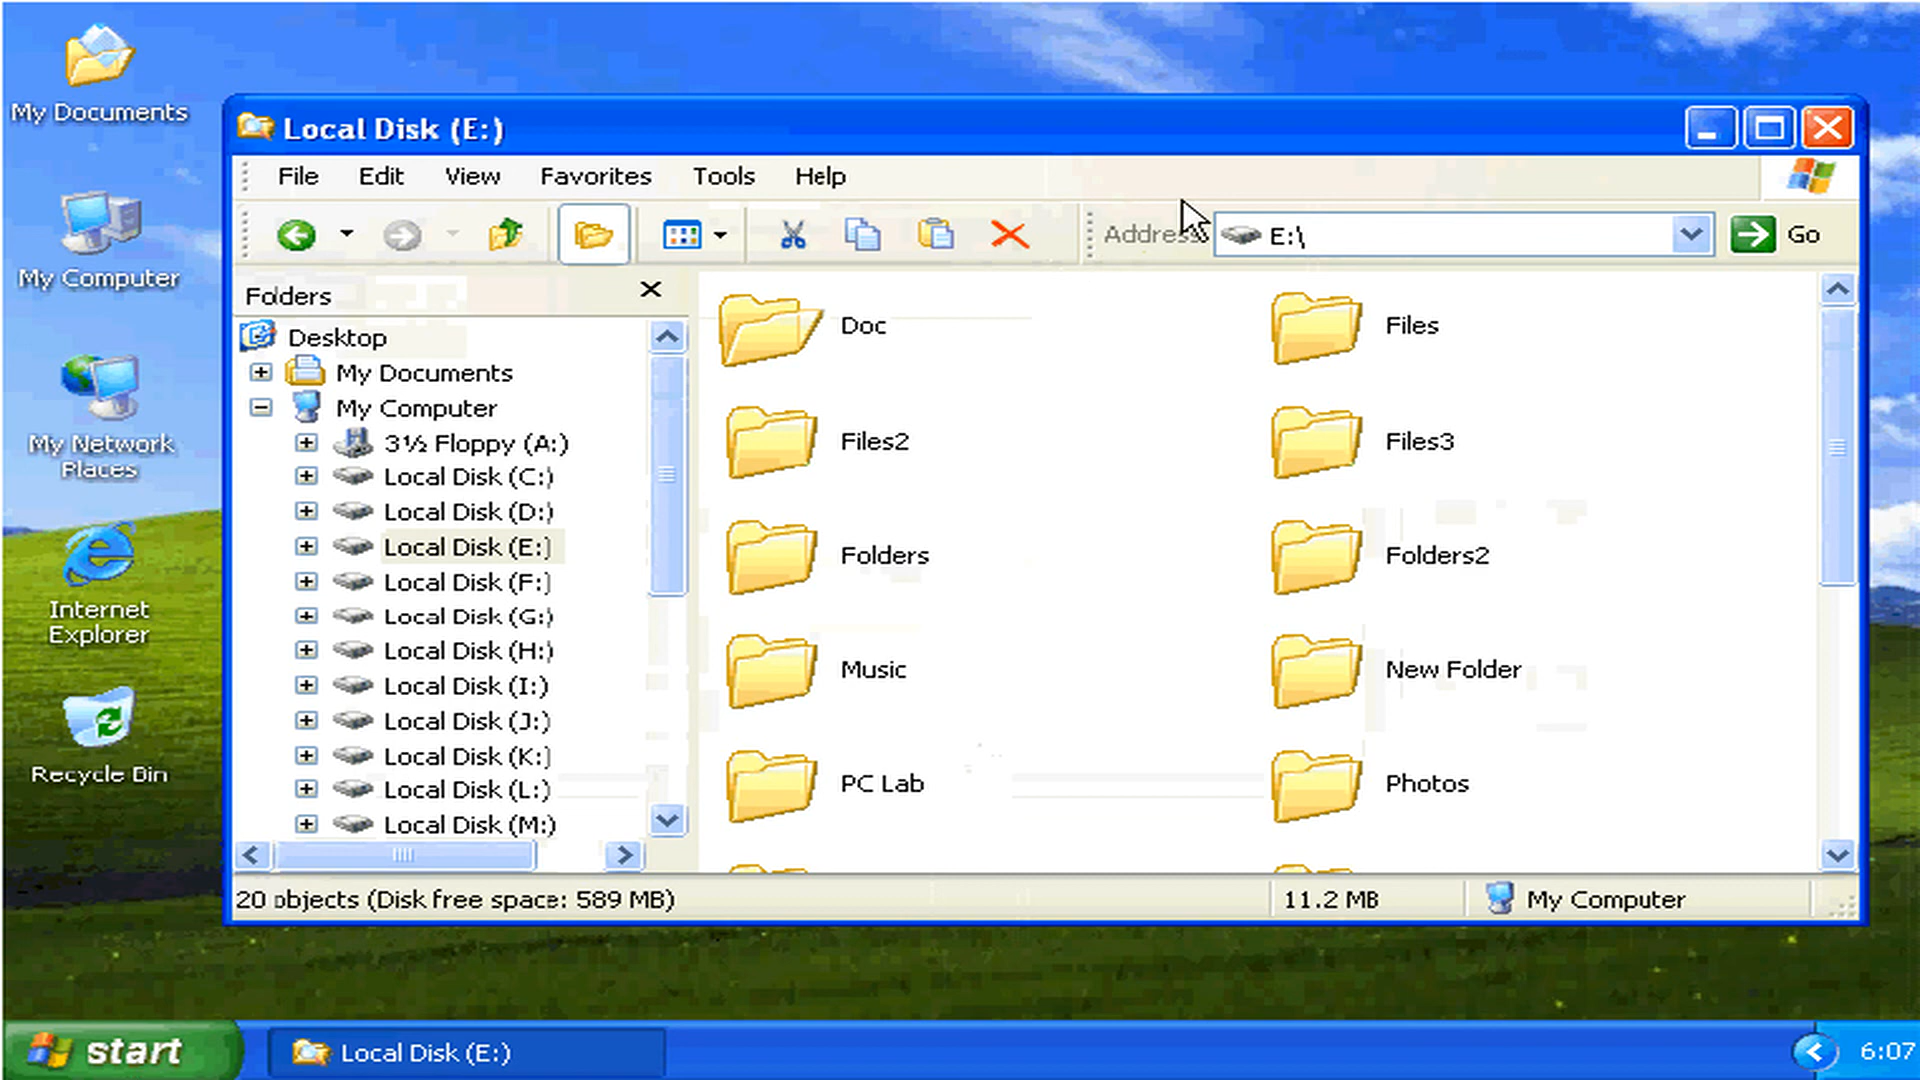 My Documents
My Computer
My Network
Places
Internet
Explorer
Recycle Bin
Local Disk (E:)
File Edit View Favorites Tools Help
Address E:\ Go
Folders
Desktop
My Documents
My Computer
3½ Floppy (A:)
Local Disk (C:)
Local Disk (D:)
Local Disk (E:)
Local Disk (F:)
Local Disk (G:)
Local Disk (H:)
Local Disk (I:)
Local Disk (J:)
Local Disk (K:)
Local Disk (L:)
Local Disk (M:)
Doc Files
Files2 Files3
Folders Folders2
Music New Folder
PC Lab Photos
20 objects (Disk free space: 589 MB) 11.2 MB My Computer
start Local Disk (E:) 6:07